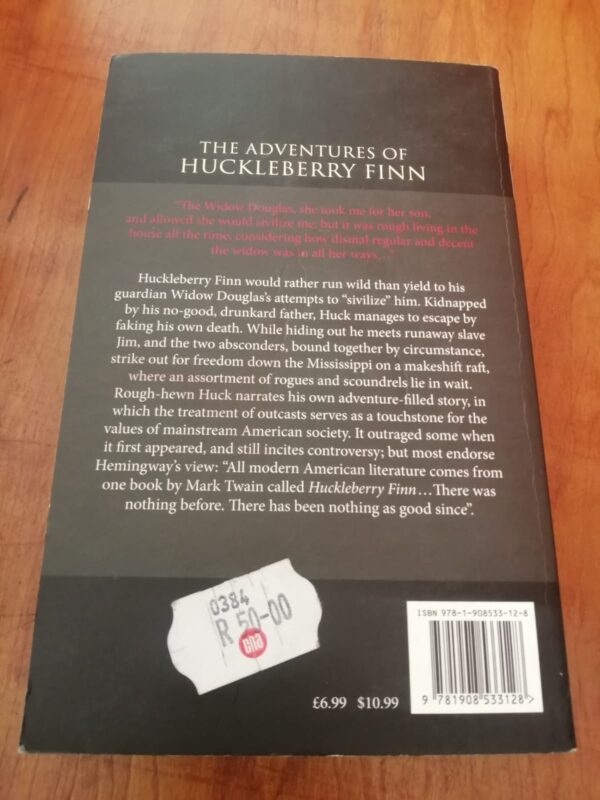 THE ADVENTURES OF
HUCKLEBERRY FINN
"The Widow Douglas, she took me for her son,
and allowed she would sivilize me; but it was rough living in the
house all the time, considering how dismal regular and decent
the widow was in all her ways…"
Huckleberry Finn would rather run wild than yield to his
guardian Widow Douglas's attempts to "sivilize" him. Kidnapped
by his no-good, drunkard father, Huck manages to escape by
faking his own death. While hiding out he meets runaway slave
Jim, and the two absconders, bound together by circumstance,
strike out for freedom down the Mississippi on a makeshift raft,
where an assortment of rogues and scoundrels lie in wait.
Rough-hewn Huck narrates his own adventure-filled story, in
which the treatment of outcasts serves as a touchstone for the
values of mainstream American society. It outraged some when
it first appeared, and still incites controversy; but most endorse
Hemingway's view: "All modern American literature comes from
one book by Mark Twain called Huckleberry Finn…There was
nothing before. There has been nothing as good since".
0384
R 50-00
cna
ISBN 978-1-908533-12-8
£6.99 $10.99
9 781908 533128 >